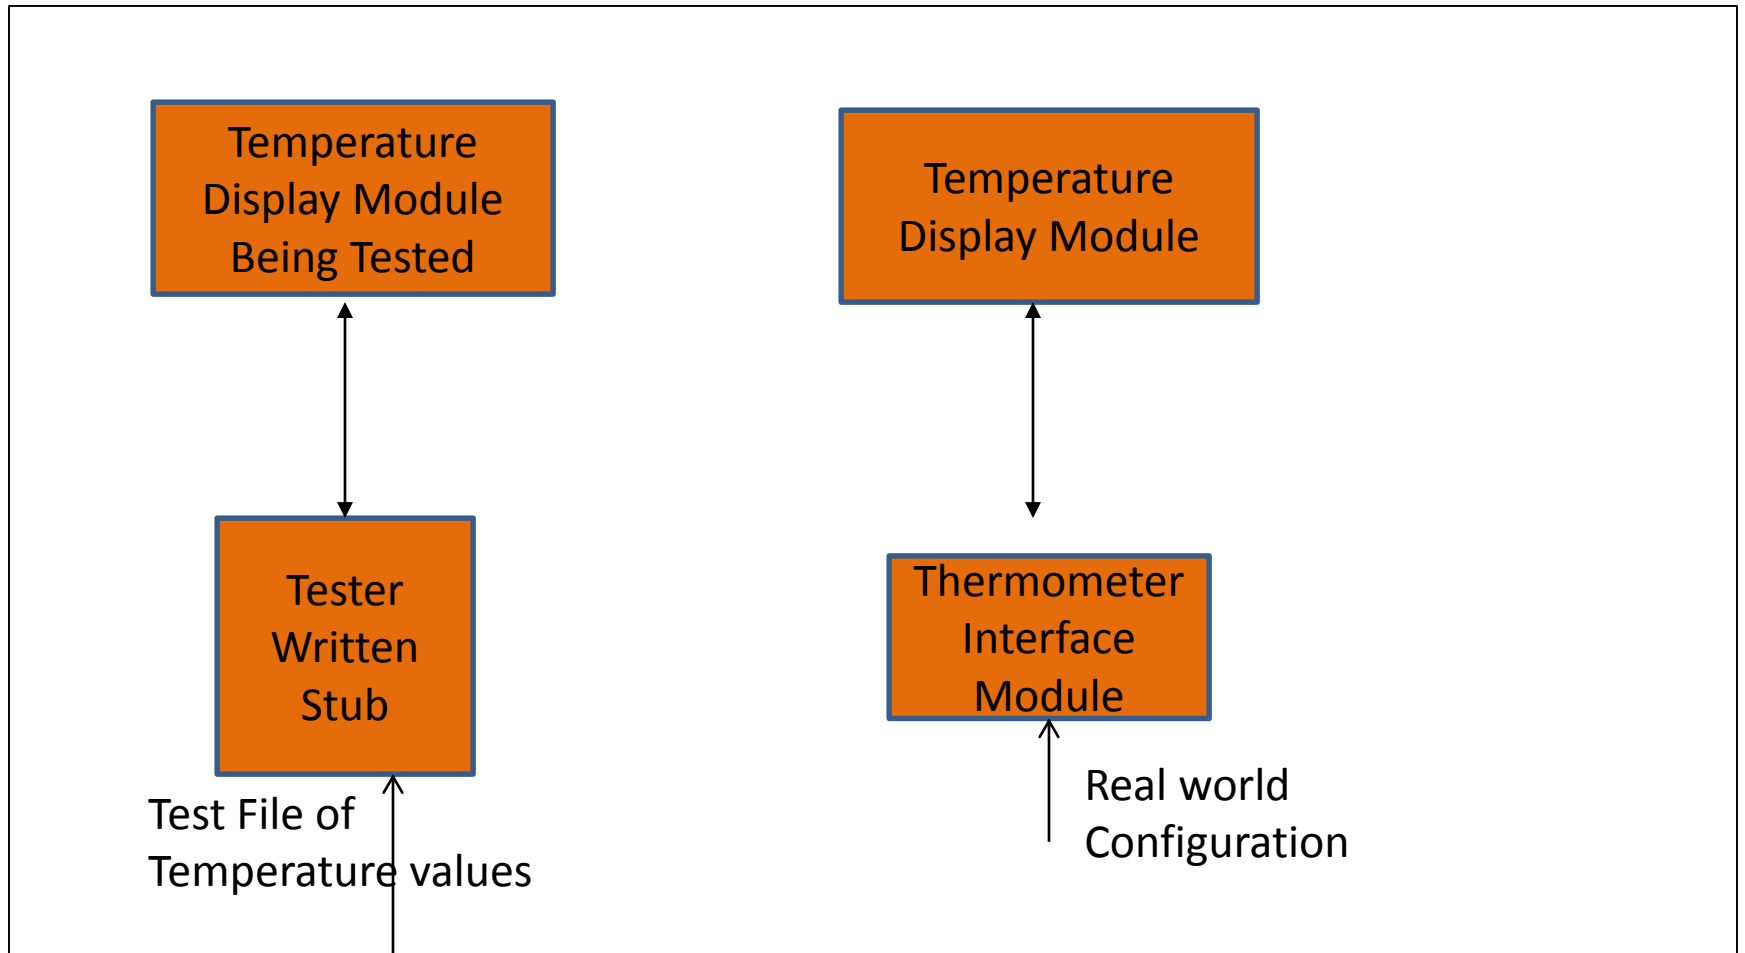 Temperature
Display Module
Being Tested
Temperature
Display Module
Tester
Written
Stub
Thermometer
Interface
Module
Test File of
Temperature values
Real world
Configuration